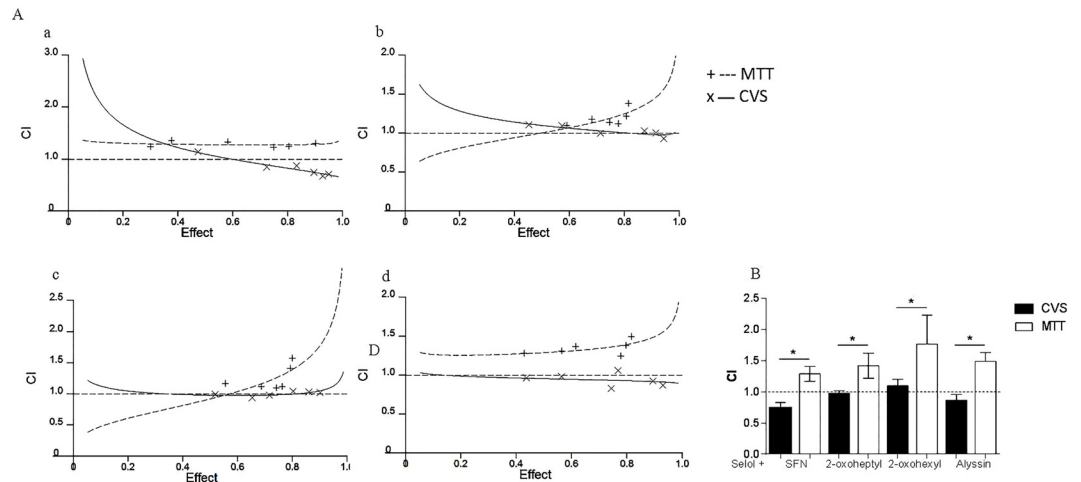 A
a
3.0
2.0
1.0
0
CI
0
0.2
0.4
0.6
0.8
1.0
Effect
b
2.0
1.5
1.0
0.5
0
CI
0
0.2
0.4
0.6
0.8
1.0
Effect
+ --- MTT
x — CVS
c
2.5
2.0
1.5
1.0
0.5
0
CI
0
0.2
0.4
0.6
0.8
1.0
Effect
d
2.0
1.5
D
1.0
0.5
0
CI
0
0.2
0.4
0.6
0.8
1.0
Effect
B
2.5
2.0
1.5
1.0
0.5
0.0
CI
*
*
*
*
CVS
MTT
Selol +
SFN
2-oxoheptyl
2-oxohexyl
Alyssin